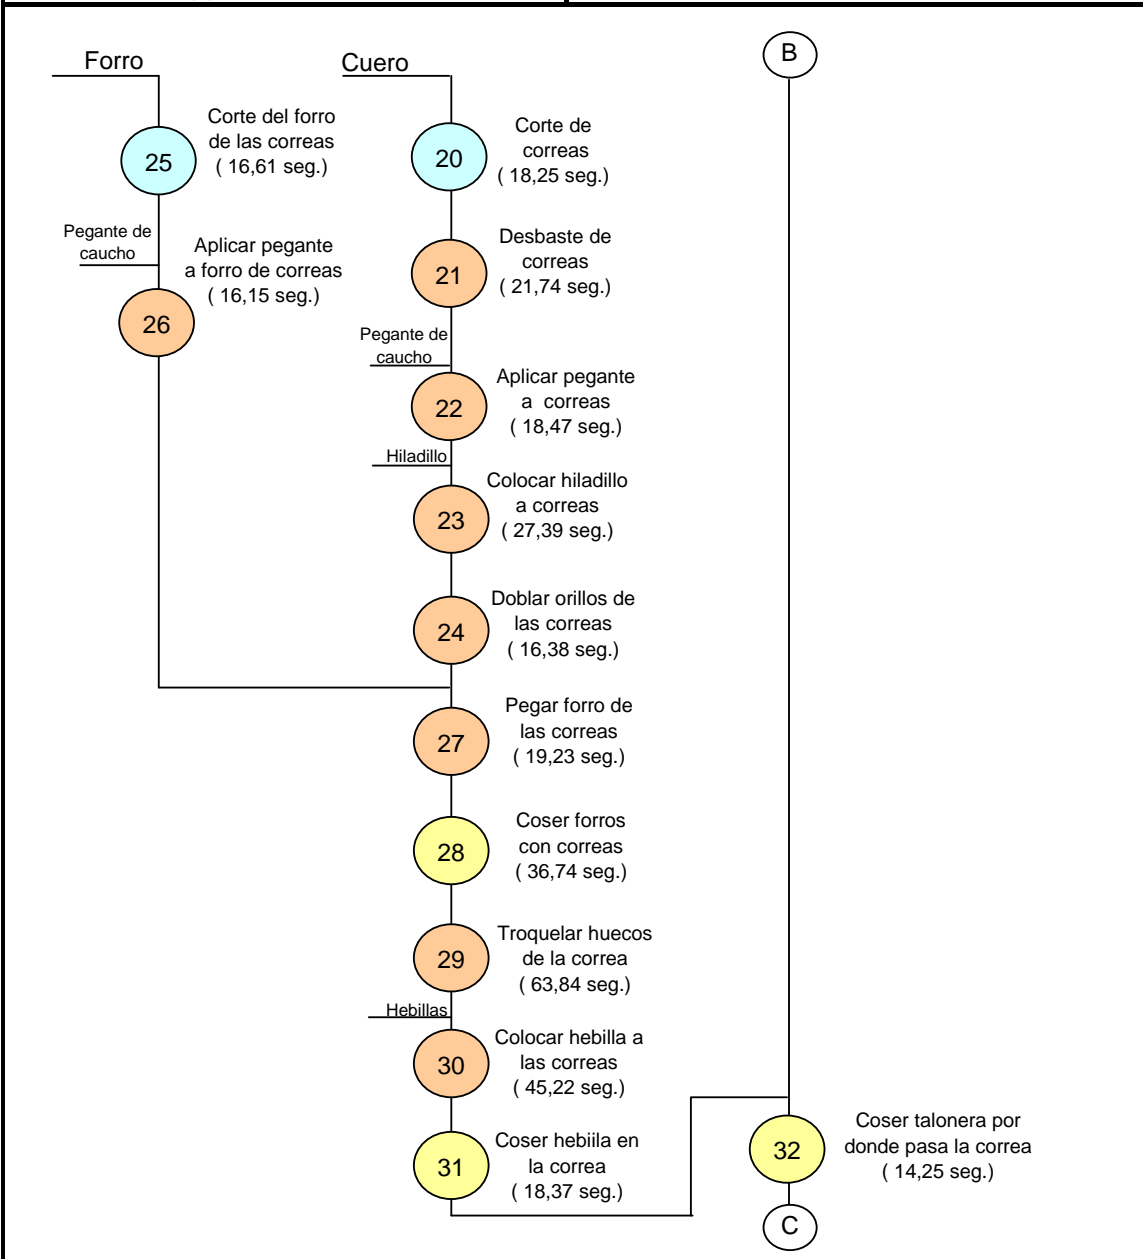 Forro
25
Corte del forro
de las correas
( 16,61 seg.)
Pegante de
caucho
26
Aplicar pegante
a forro de correas
( 16,15 seg.)
Cuero
20
Corte de
correas
( 18,25 seg.)
21
Desbaste de
correas
( 21,74 seg.)
Pegante de
caucho
22
Aplicar pegante
a correas
( 18,47 seg.)
Hiladillo
23
Colocar hiladillo
a correas
( 27,39 seg.)
24
Doblar orillos de
las correas
( 16,38 seg.)
27
Pegar forro de
las correas
( 19,23 seg.)
28
Coser forros
con correas
( 36,74 seg.)
29
Troquelar huecos
de la correa
( 63,84 seg.)
Hebillas
30
Colocar hebilla a
las correas
( 45,22 seg.)
31
Coser hebiila en
la correa
( 18,37 seg.)
B
32
Coser talonera por
donde pasa la correa
( 14,25 seg.)
C